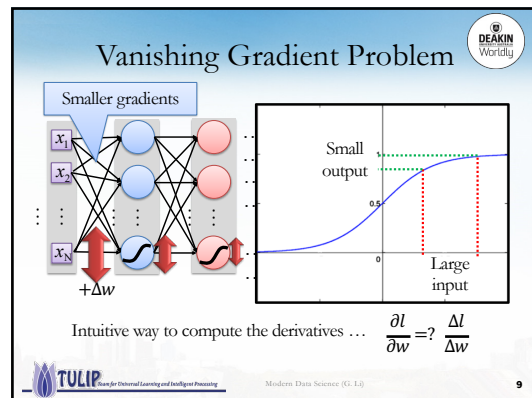 Vanishing Gradient Problem
DEAKIN
Worldly
Smaller gradients
x₁
x₂
xN
+Δw
Small
output
1
0.5
0
Large
input
Intuitive way to compute the derivatives … ∂l/∂w =? Δl/Δw
TULIP Team for Universal Learning and Intelligent Processing
Modern Data Science (G. Li)
9